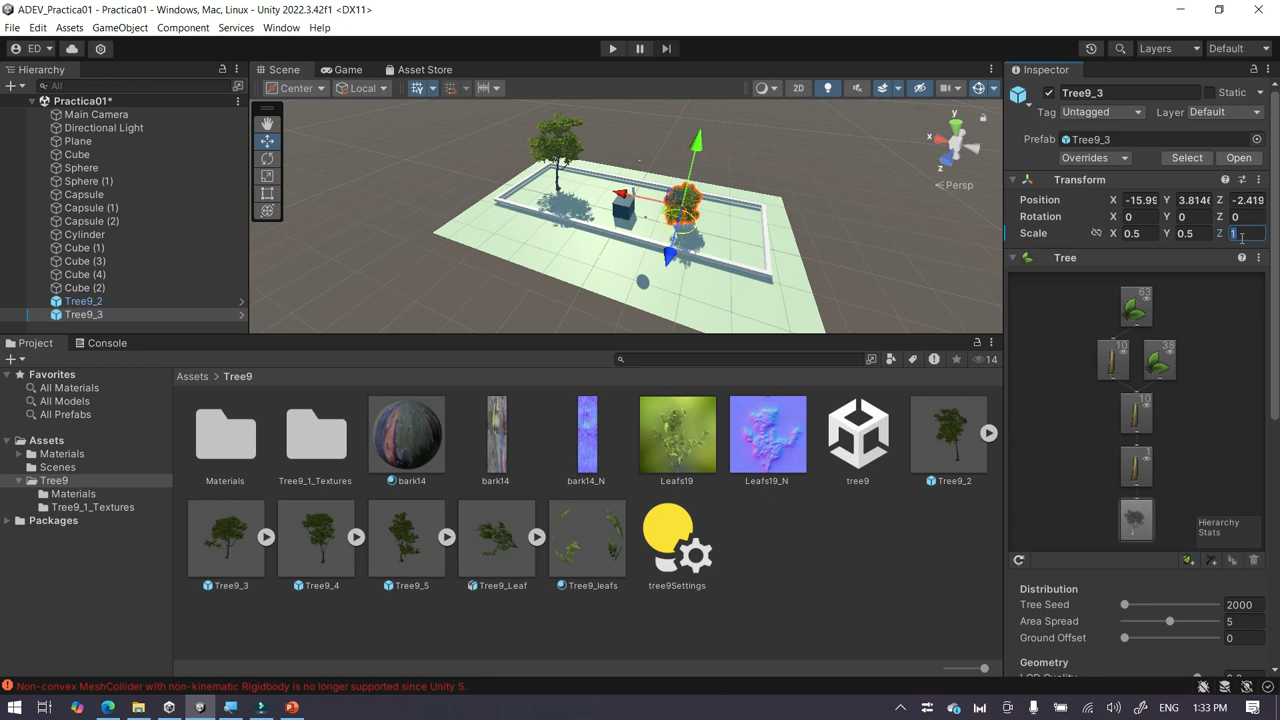 ADEV_Practica01 - Practica01 - Windows, Mac, Linux - Unity 2022.3.42f1 <DX11>
File Edit Assets GameObject Component Services Window Help
ED Layers Default
Hierarchy
All
Practica01*
Main Camera
Directional Light
Plane
Cube
Sphere
Sphere (1)
Capsule
Capsule (1)
Capsule (2)
Cylinder
Cube (1)
Cube (3)
Cube (4)
Cube (2)
Tree9_2
Tree9_3
Scene Game Asset Store
Center Local 2D
y
x
z
Persp
Inspector
Tree9_3 Static
Tag Untagged Layer Default
Prefab Tree9_3
Overrides Select Open
Transform
Position X -15.99 Y 3.8146 Z -2.419
Rotation X 0 Y 0 Z 0
Scale X 0.5 Y 0.5 Z 1
Tree
63
10 38
10
1
Hierarchy
Stats
Distribution
Tree Seed 2000
Area Spread 5
Ground Offset 0
Geometry
Project Console
14
Favorites
All Materials
All Models
All Prefabs
Assets
Materials
Scenes
Tree9
Materials
Tree9_1_Textures
Packages
Assets > Tree9
Materials Tree9_1_Textures bark14 bark14 bark14_N Leafs19 Leafs19_N tree9 Tree9_2
Tree9_3 Tree9_4 Tree9_5 Tree9_Leaf Tree9_leafs tree9Settings
Non-convex MeshCollider with non-kinematic Rigidbody is no longer supported since Unity 5.
ENG 1:33 PM